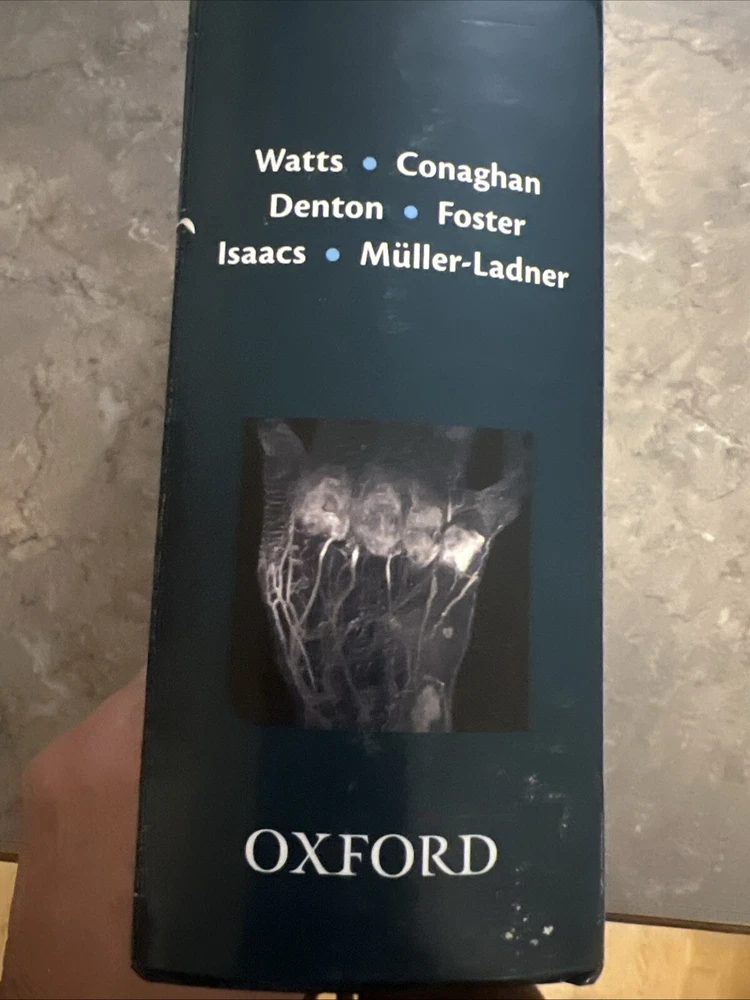 Watts • Conaghan
Denton • Foster
Isaacs • Müller-Ladner
OXFORD